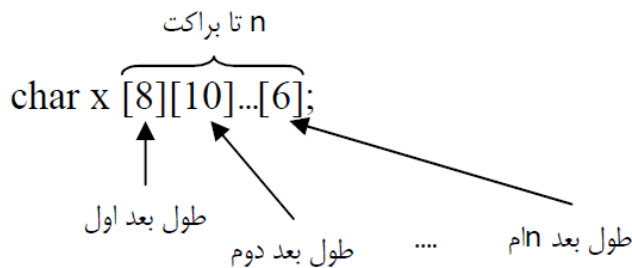 n تا براکت
char x [8][10]...[6];
طول بعد اول
طول بعد دوم
....
طول بعد nام